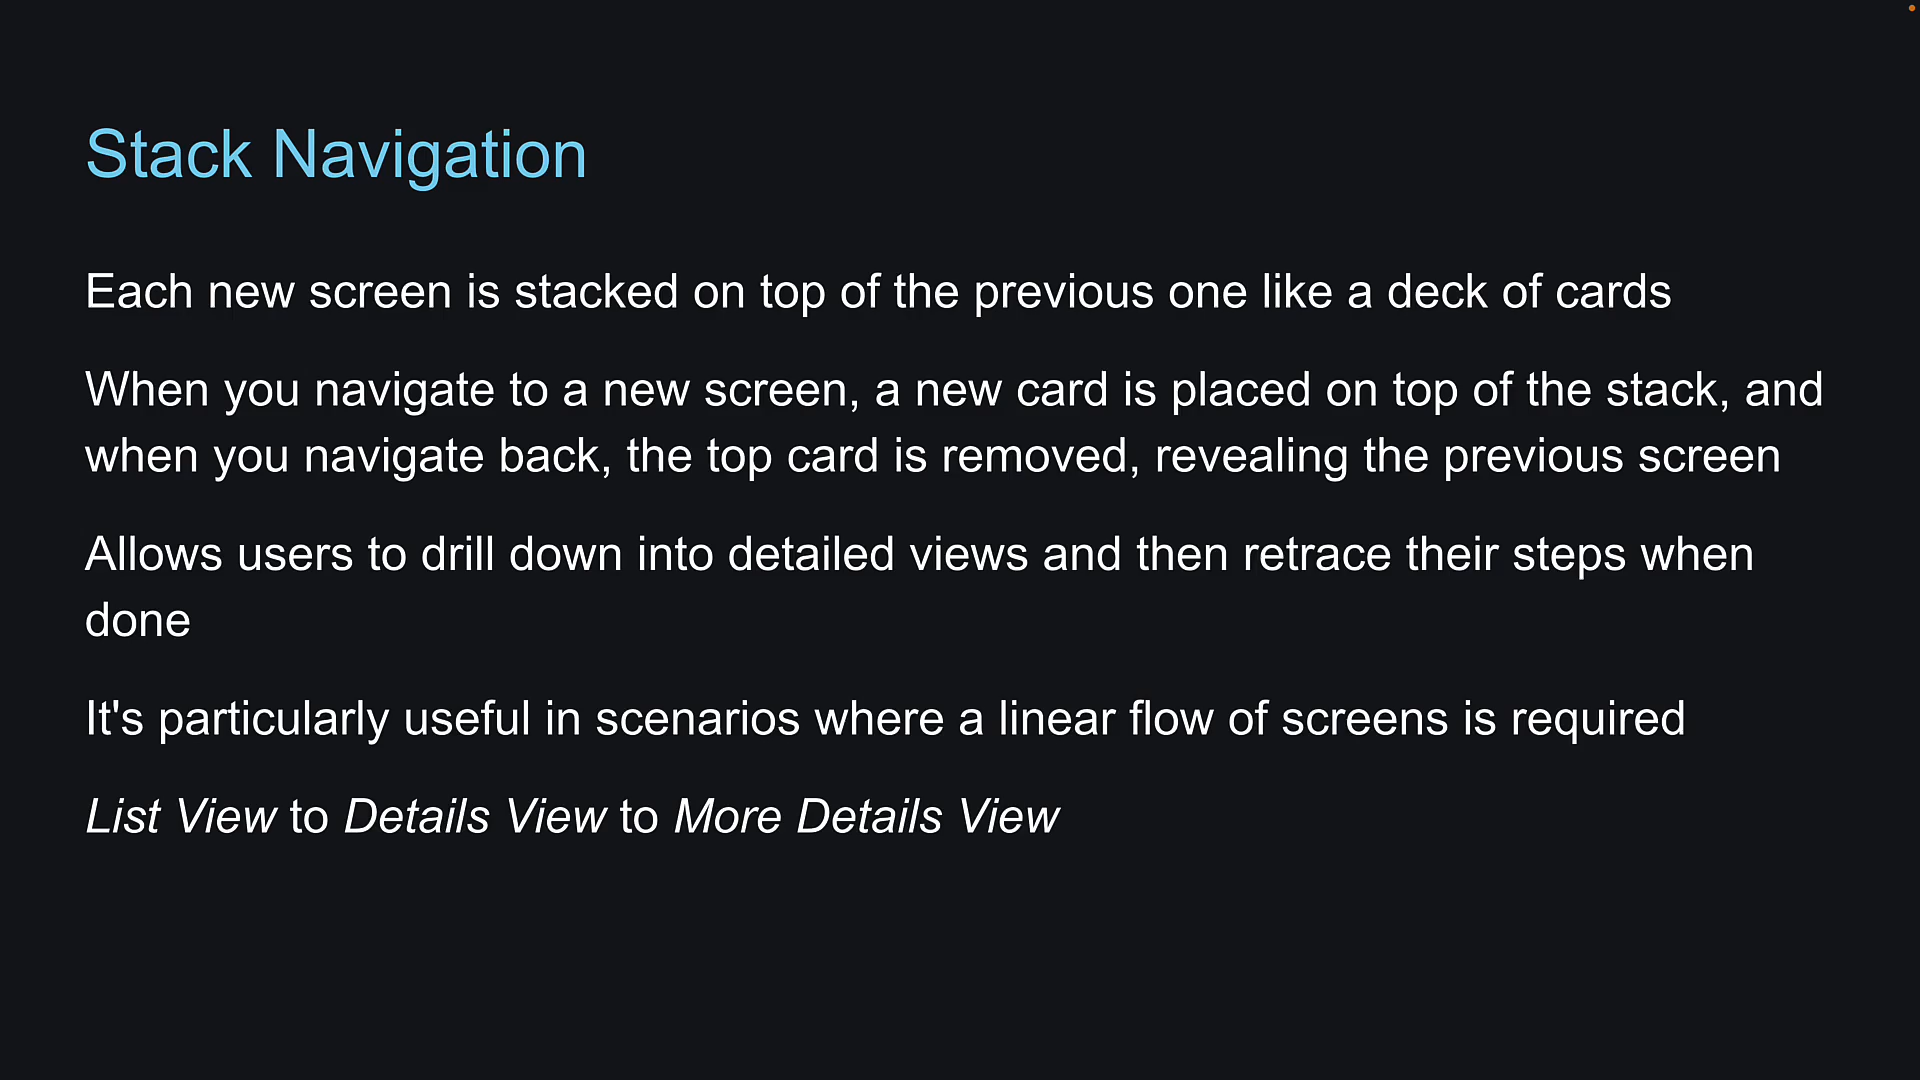 Stack Navigation
Each new screen is stacked on top of the previous one like a deck of cards
When you navigate to a new screen, a new card is placed on top of the stack, and
when you navigate back, the top card is removed, revealing the previous screen
Allows users to drill down into detailed views and then retrace their steps when
done
It's particularly useful in scenarios where a linear flow of screens is required
List View to Details View to More Details View